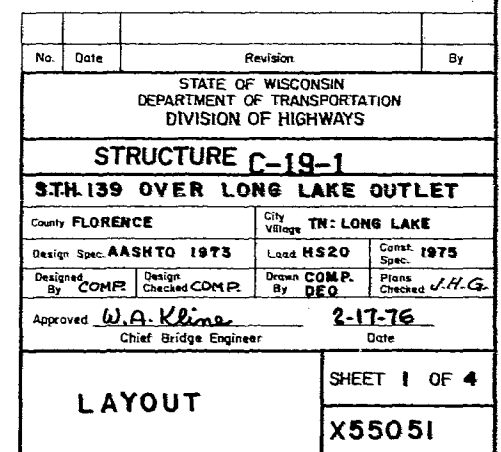 No. Date Revision By
STATE OF WISCONSIN
DEPARTMENT OF TRANSPORTATION
DIVISION OF HIGHWAYS
STRUCTURE C-19-1
S.T.H. 139 OVER LONG LAKE OUTLET
County FLORENCE City Village TN: LONG LAKE
Design Spec. AASHTO 1973 Load HS20 Const. Spec. 1975
Designed By COMP. Design Checked COMP. Drawn By COMP. DEO Plans Checked J.H.G.
Approved W.A. Kline 2-17-76
Chief Bridge Engineer Date
LAYOUT SHEET 1 OF 4
X55051